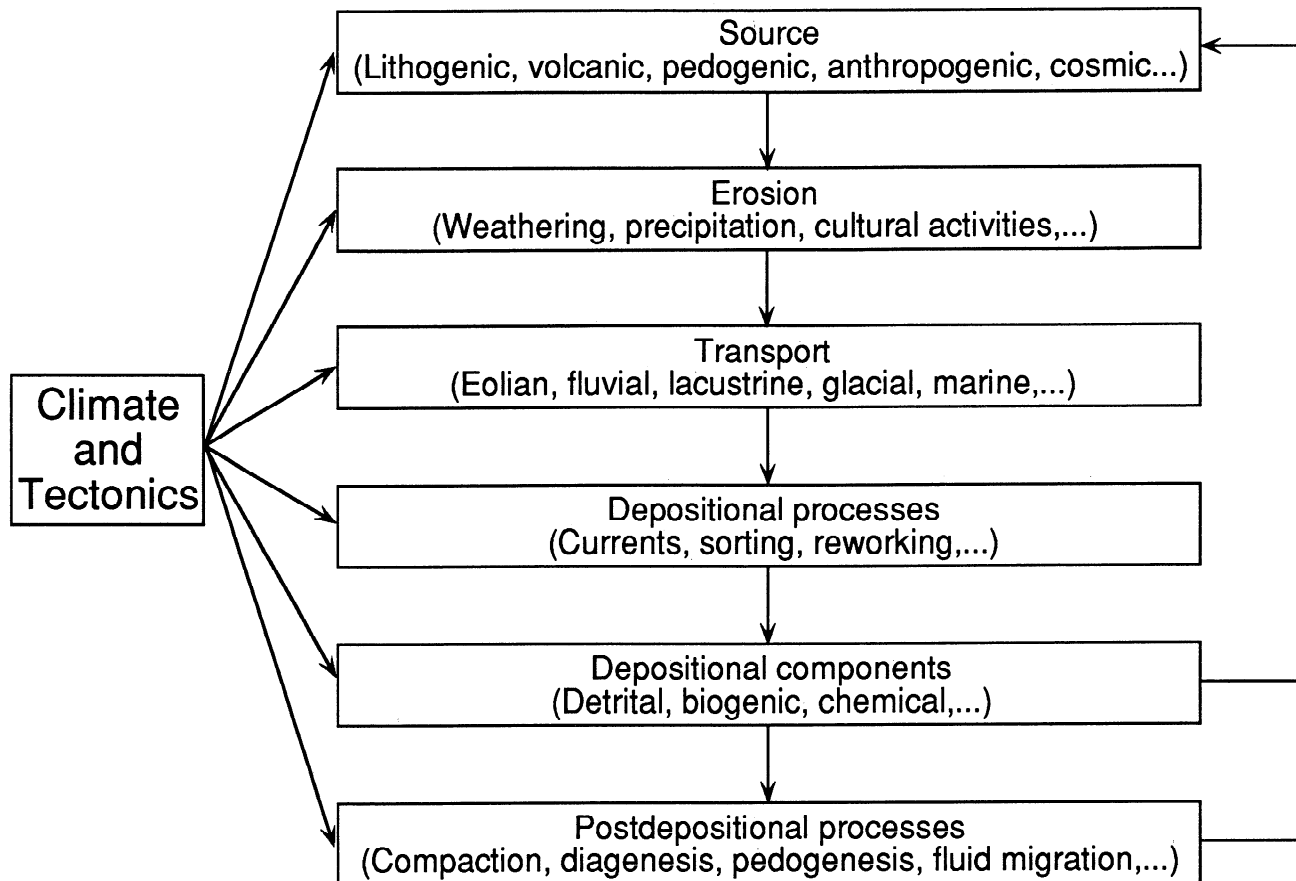 Source
(Lithogenic, volcanic, pedogenic, anthropogenic, cosmic...)
Erosion
(Weathering, precipitation, cultural activities,...)
Transport
(Eolian, fluvial, lacustrine, glacial, marine,...)
Climate
and
Tectonics
Depositional processes
(Currents, sorting, reworking,...)
Depositional components
(Detrital, biogenic, chemical,...)
Postdepositional processes
(Compaction, diagenesis, pedogenesis, fluid migration,...)